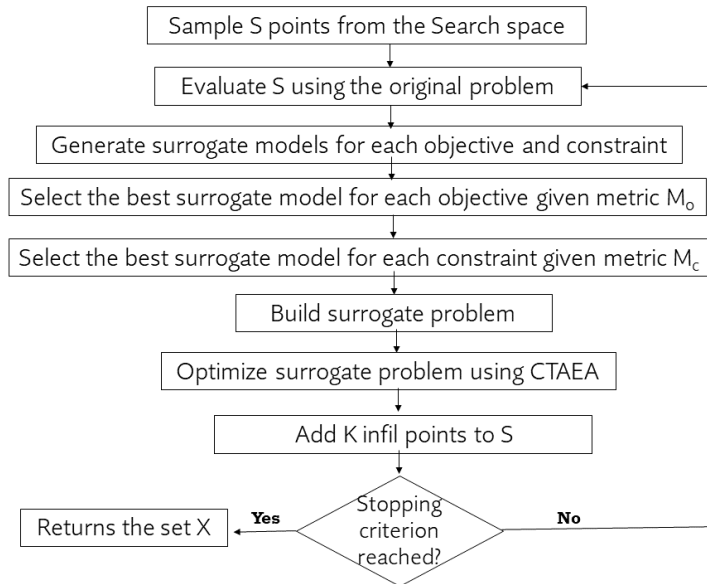 Sample S points from the Search space
Evaluate S using the original problem
Generate surrogate models for each objective and constraint
Select the best surrogate model for each objective given metric Mₒ
Select the best surrogate model for each constraint given metric M_c
Build surrogate problem
Optimize surrogate problem using CTAEA
Add K infil points to S
Stopping
criterion
reached?
Yes
No
Returns the set X